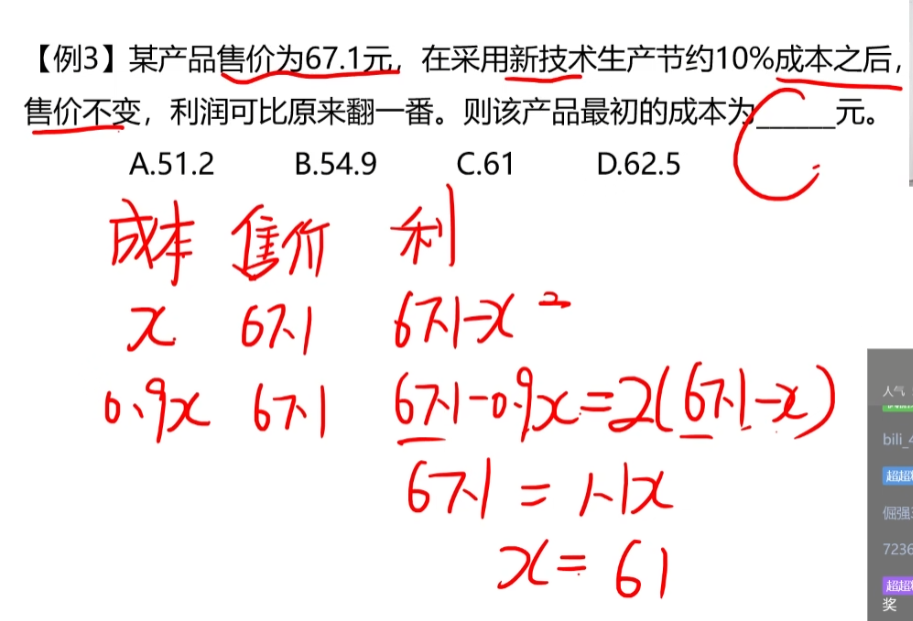 【例3】某产品售价为67.1元，在采用新技术生产节约10%成本之后，
售价不变，利润可比原来翻一番。则该产品最初的成本为______元。
A.51.2 B.54.9 C.61 D.62.5
C
成本 售价 利
x 67.1 67.1-x 2
0.9x 67.1 67.1-0.9x=2(67.1-x)
67.1=1.1x
x=61
人气
bili_4
超超
倔强
7236
超超
奖